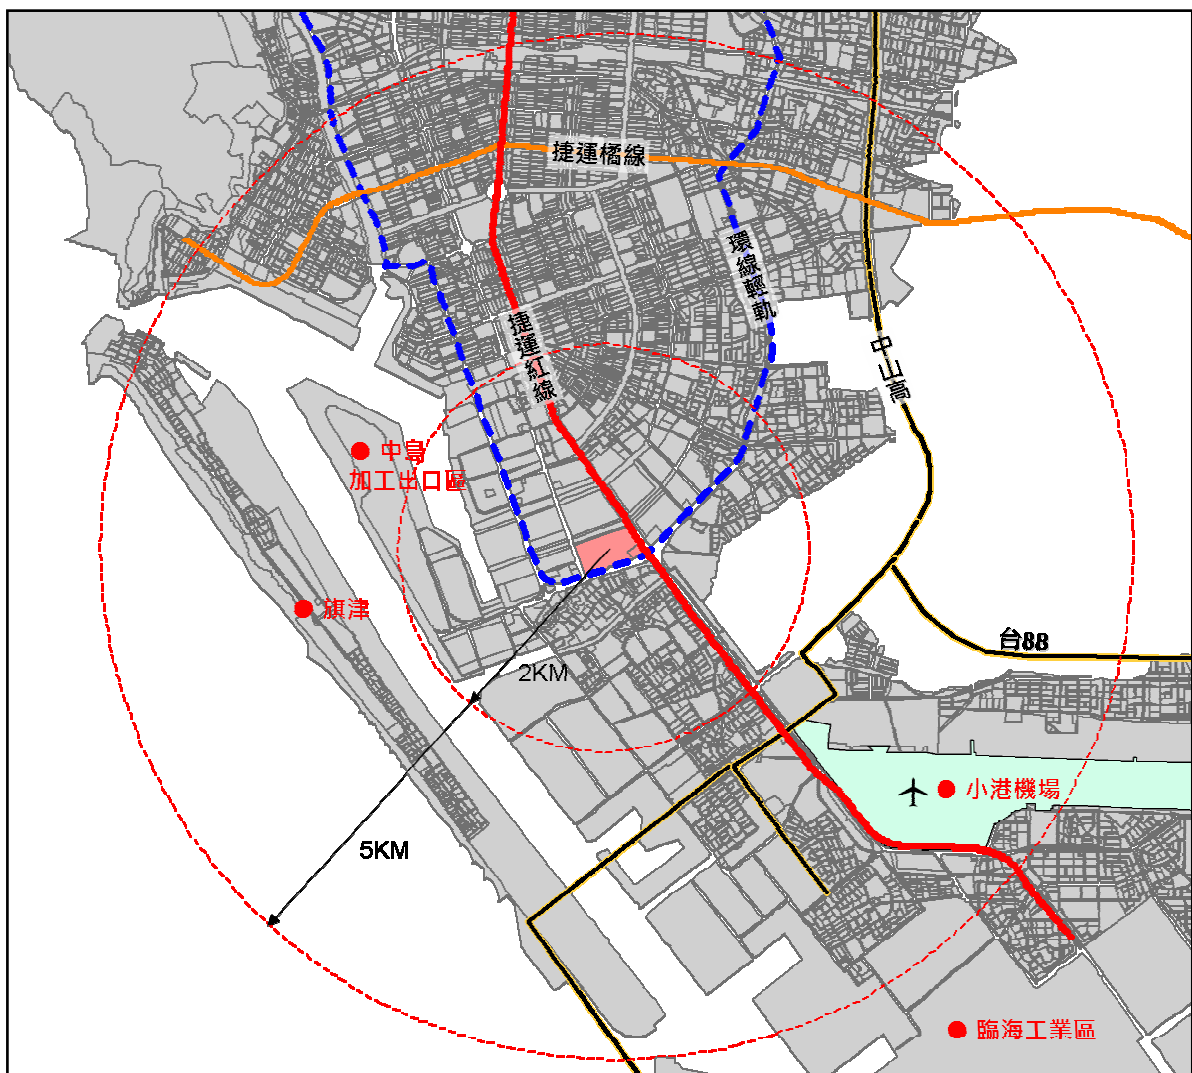 捷運橘線
環線輕軌
捷運紅線
中山高
中島
加工出口區
旗津
台88
2KM
小港機場
5KM
臨海工業區